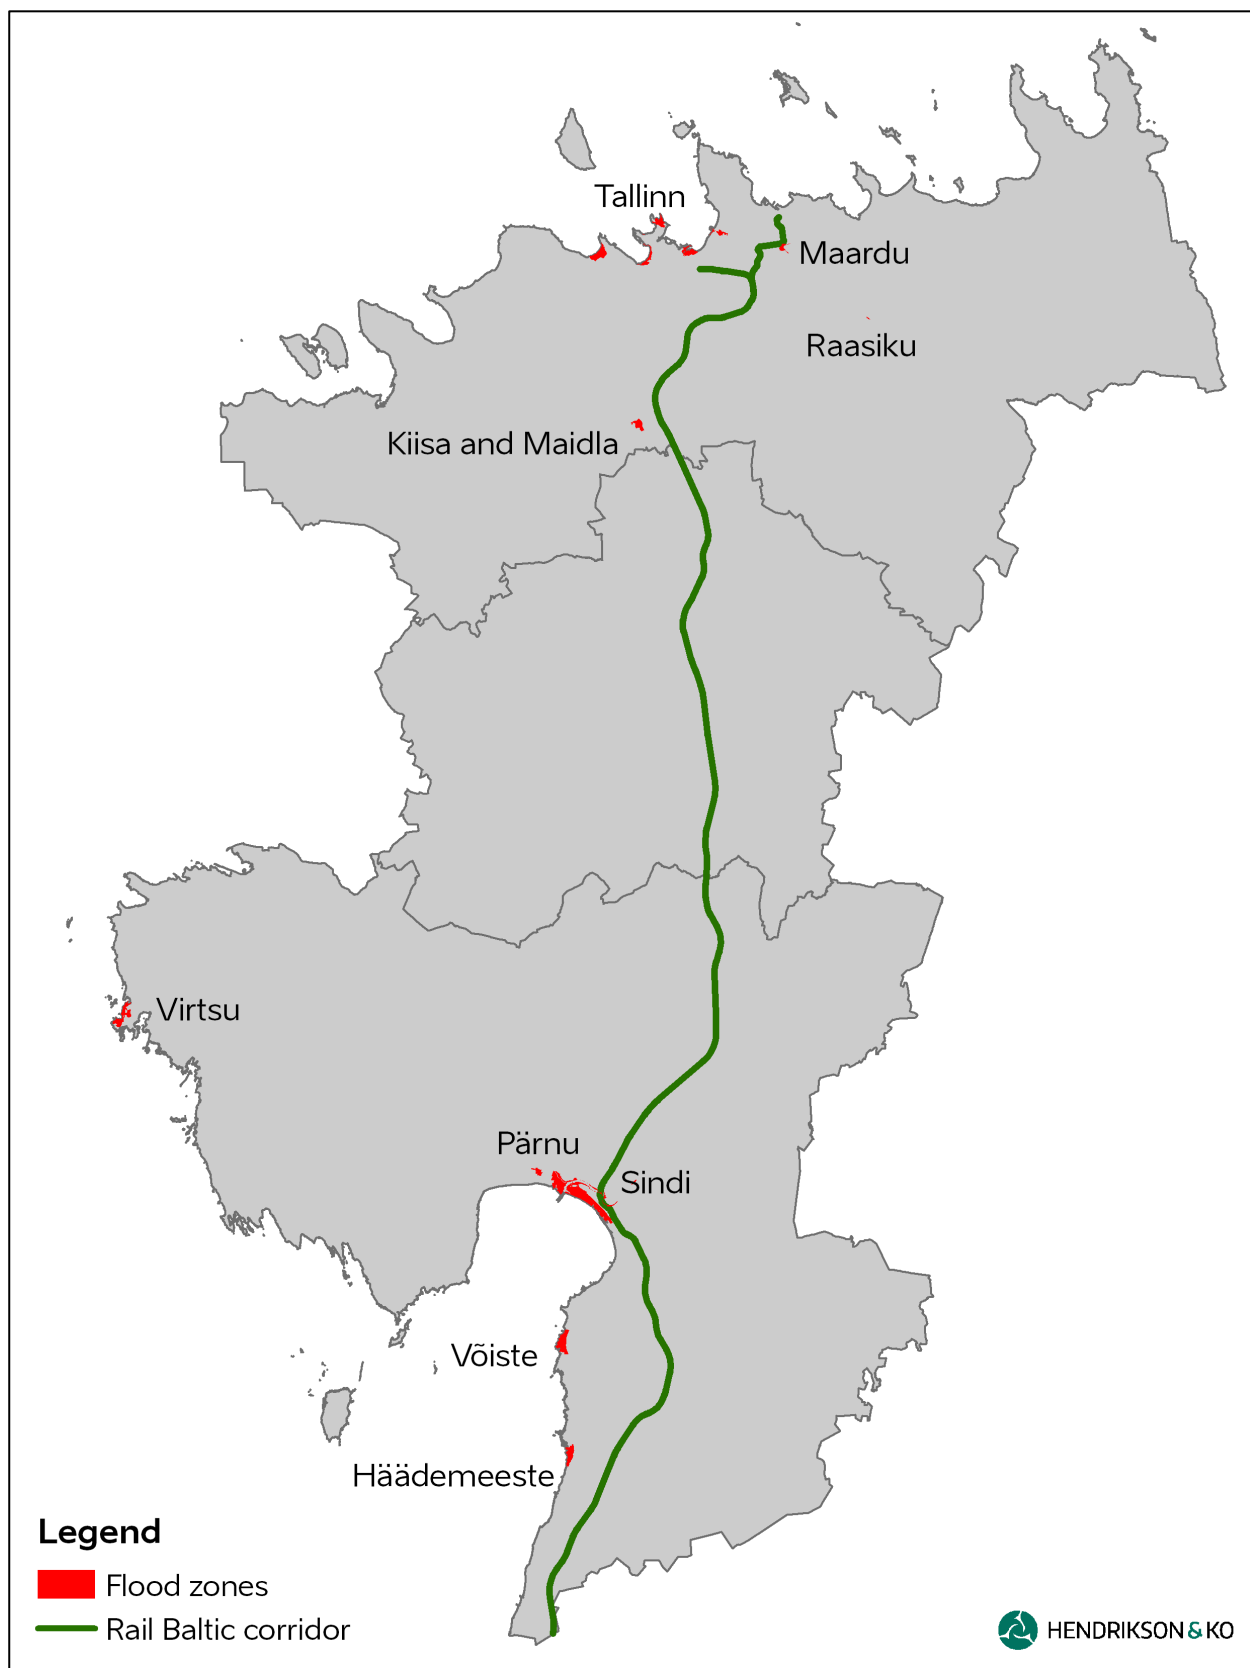 Tallinn
Maardu
Raasiku
Kiisa and Maidla
Virtsu
Pärnu
Sindi
Võiste
Häädemeeste
Legend
Flood zones
Rail Baltic corridor
HENDRIKSON&KO